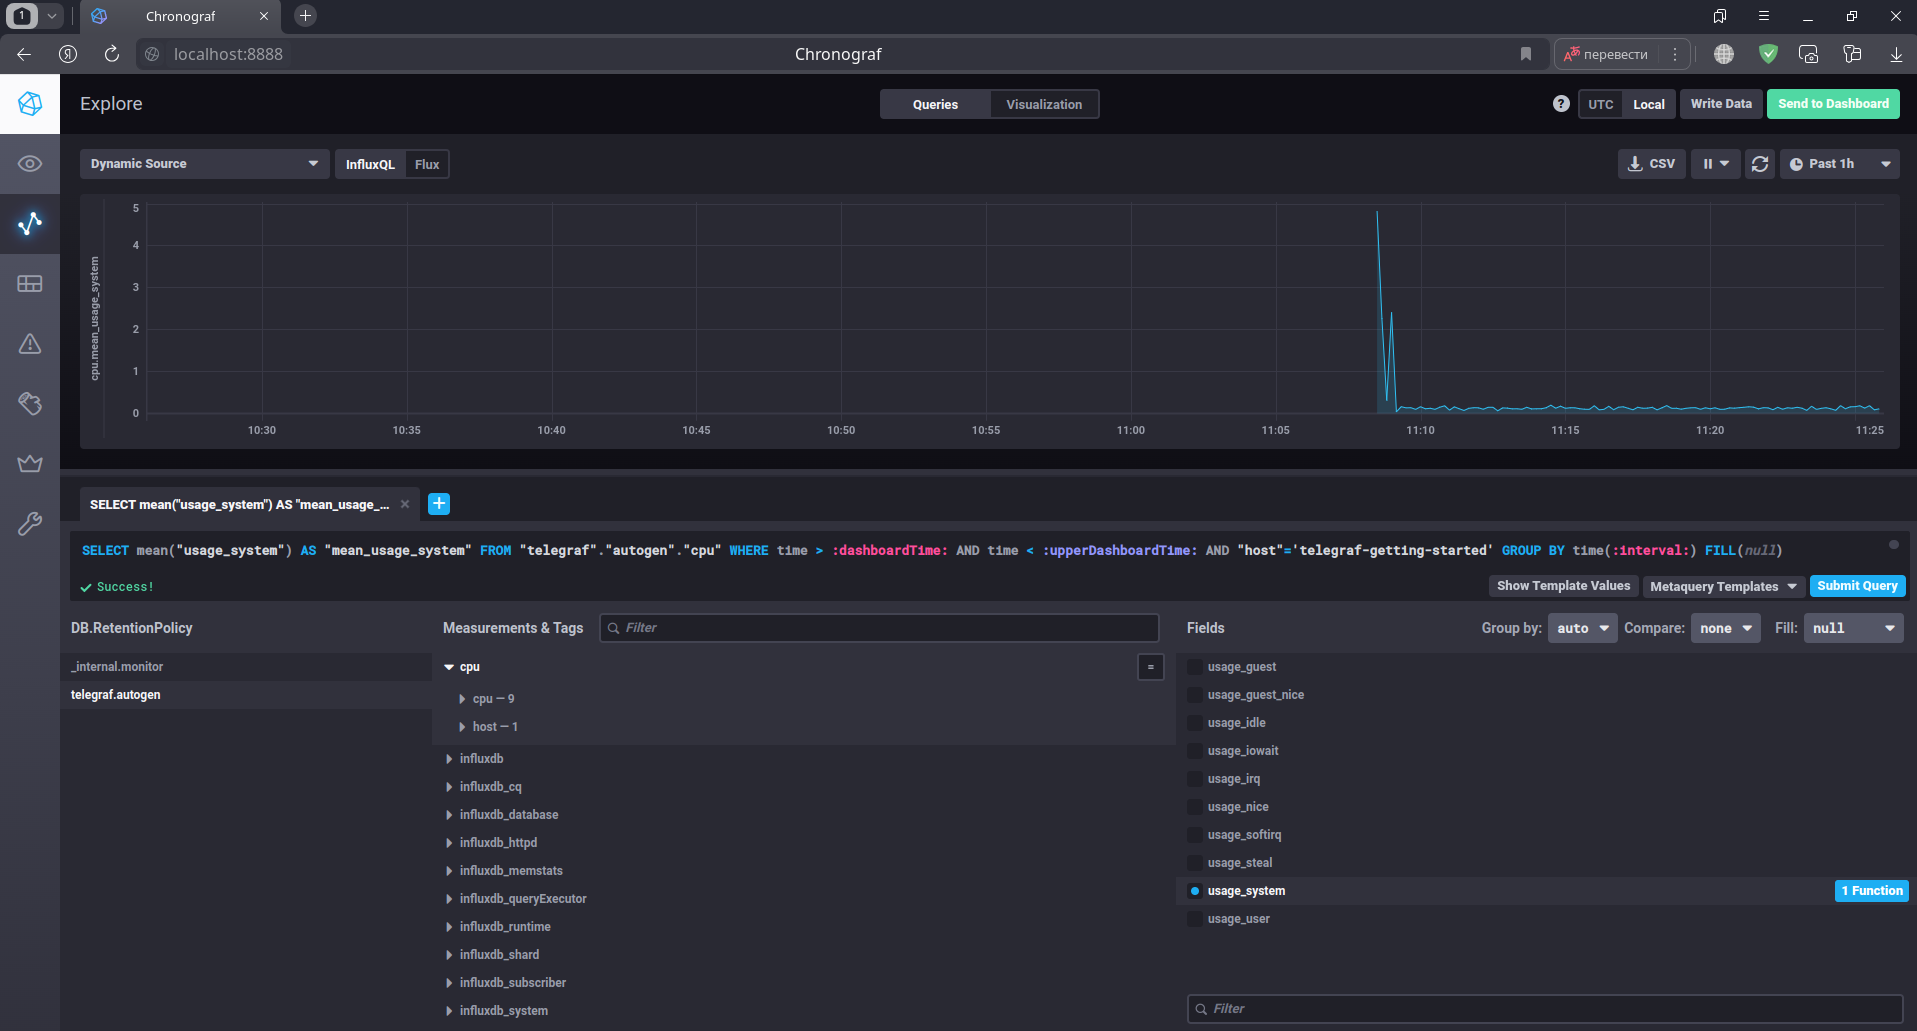 1
Chronograf
Я
localhost:8888
Chronograf
перевести
Explore
Queries
Visualization
?
UTC
Local
Write Data
Send to Dashboard
Dynamic Source
InfluxQL
Flux
CSV
Past 1h
cpu.mean_usage_system
5
4
3
2
1
0
10:30
10:35
10:40
10:45
10:50
10:55
11:00
11:05
11:10
11:15
11:20
11:25
SELECT mean("usage_system") AS "mean_usage_...
SELECT mean("usage_system") AS "mean_usage_system" FROM "telegraf"."autogen"."cpu" WHERE time > :dashboardTime: AND time < :upperDashboardTime: AND "host"='telegraf-getting-started' GROUP BY time(:interval:) FILL(null)
Success!
Show Template Values
Metaquery Templates
Submit Query
DB.RetentionPolicy
_internal.monitor
telegraf.autogen
Measurements & Tags
Filter
cpu
=
cpu — 9
host — 1
influxdb
influxdb_cq
influxdb_database
influxdb_httpd
influxdb_memstats
influxdb_queryExecutor
influxdb_runtime
influxdb_shard
influxdb_subscriber
influxdb_system
Fields
Group by:
auto
Compare:
none
Fill:
null
usage_guest
usage_guest_nice
usage_idle
usage_iowait
usage_irq
usage_nice
usage_softirq
usage_steal
usage_system
1 Function
usage_user
Filter